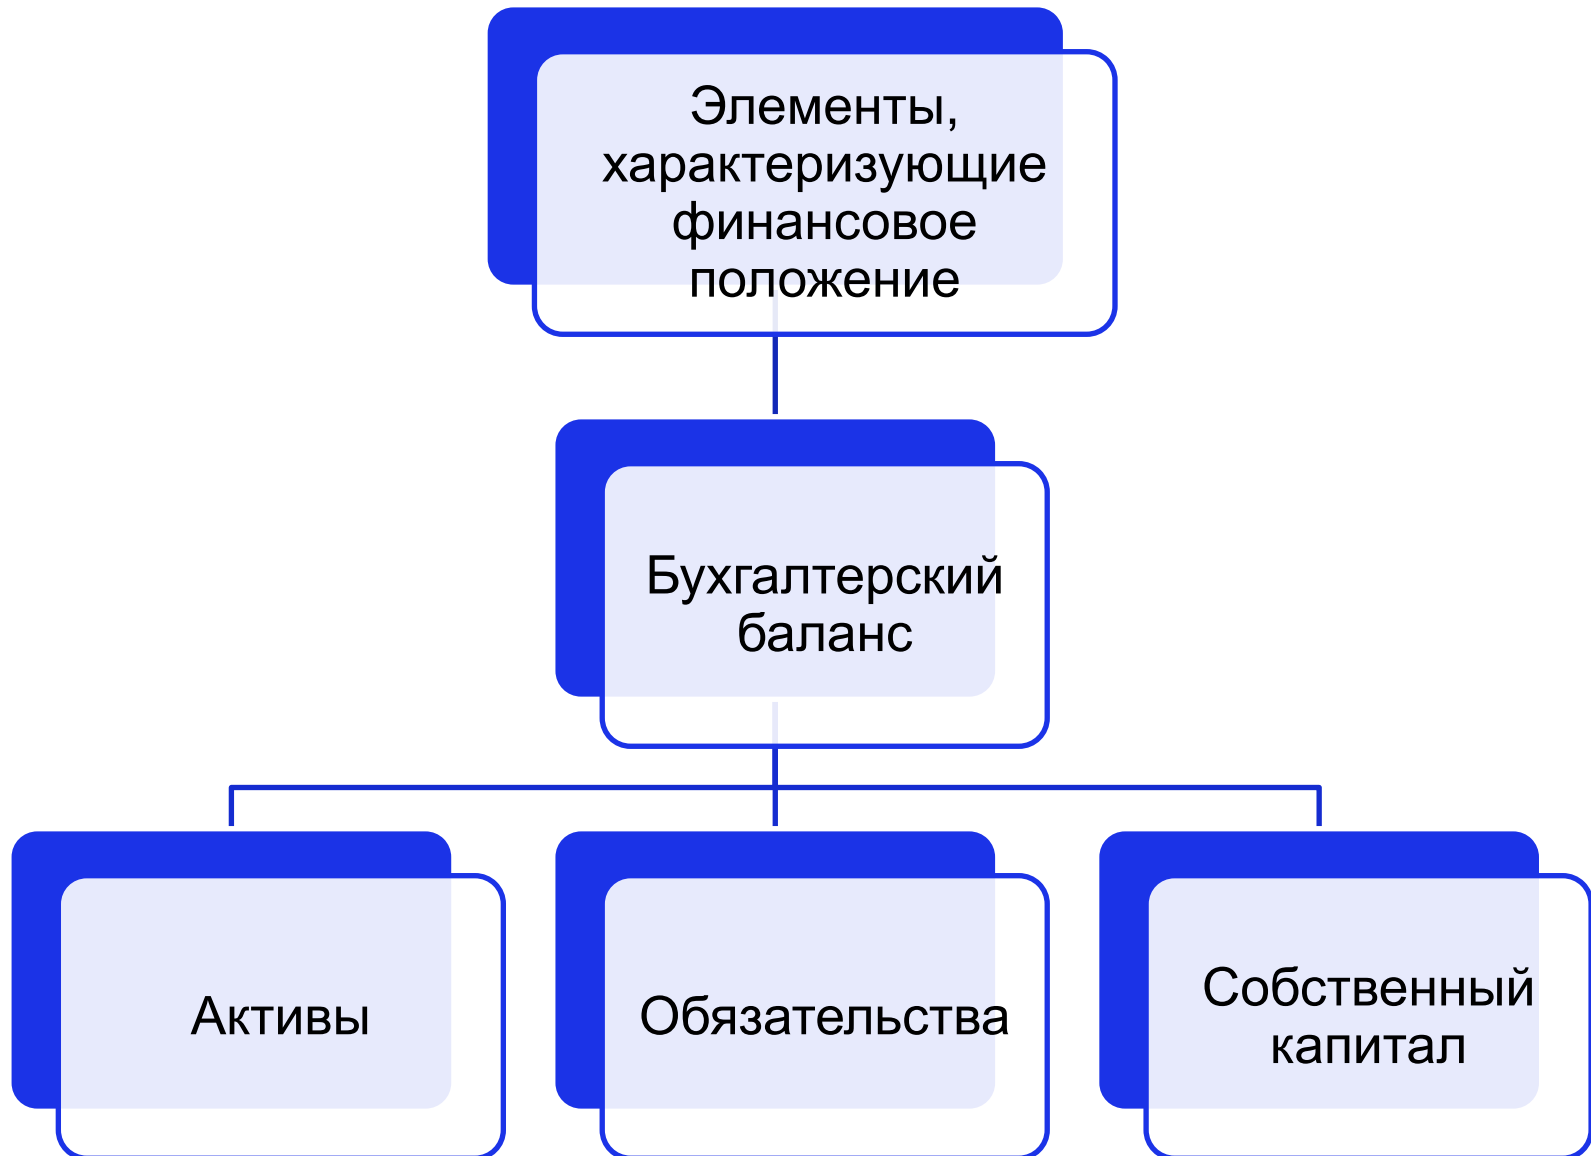 Элементы,
характеризующие
финансовое
положение
Бухгалтерский
баланс
Активы
Обязательства
Собственный
капитал